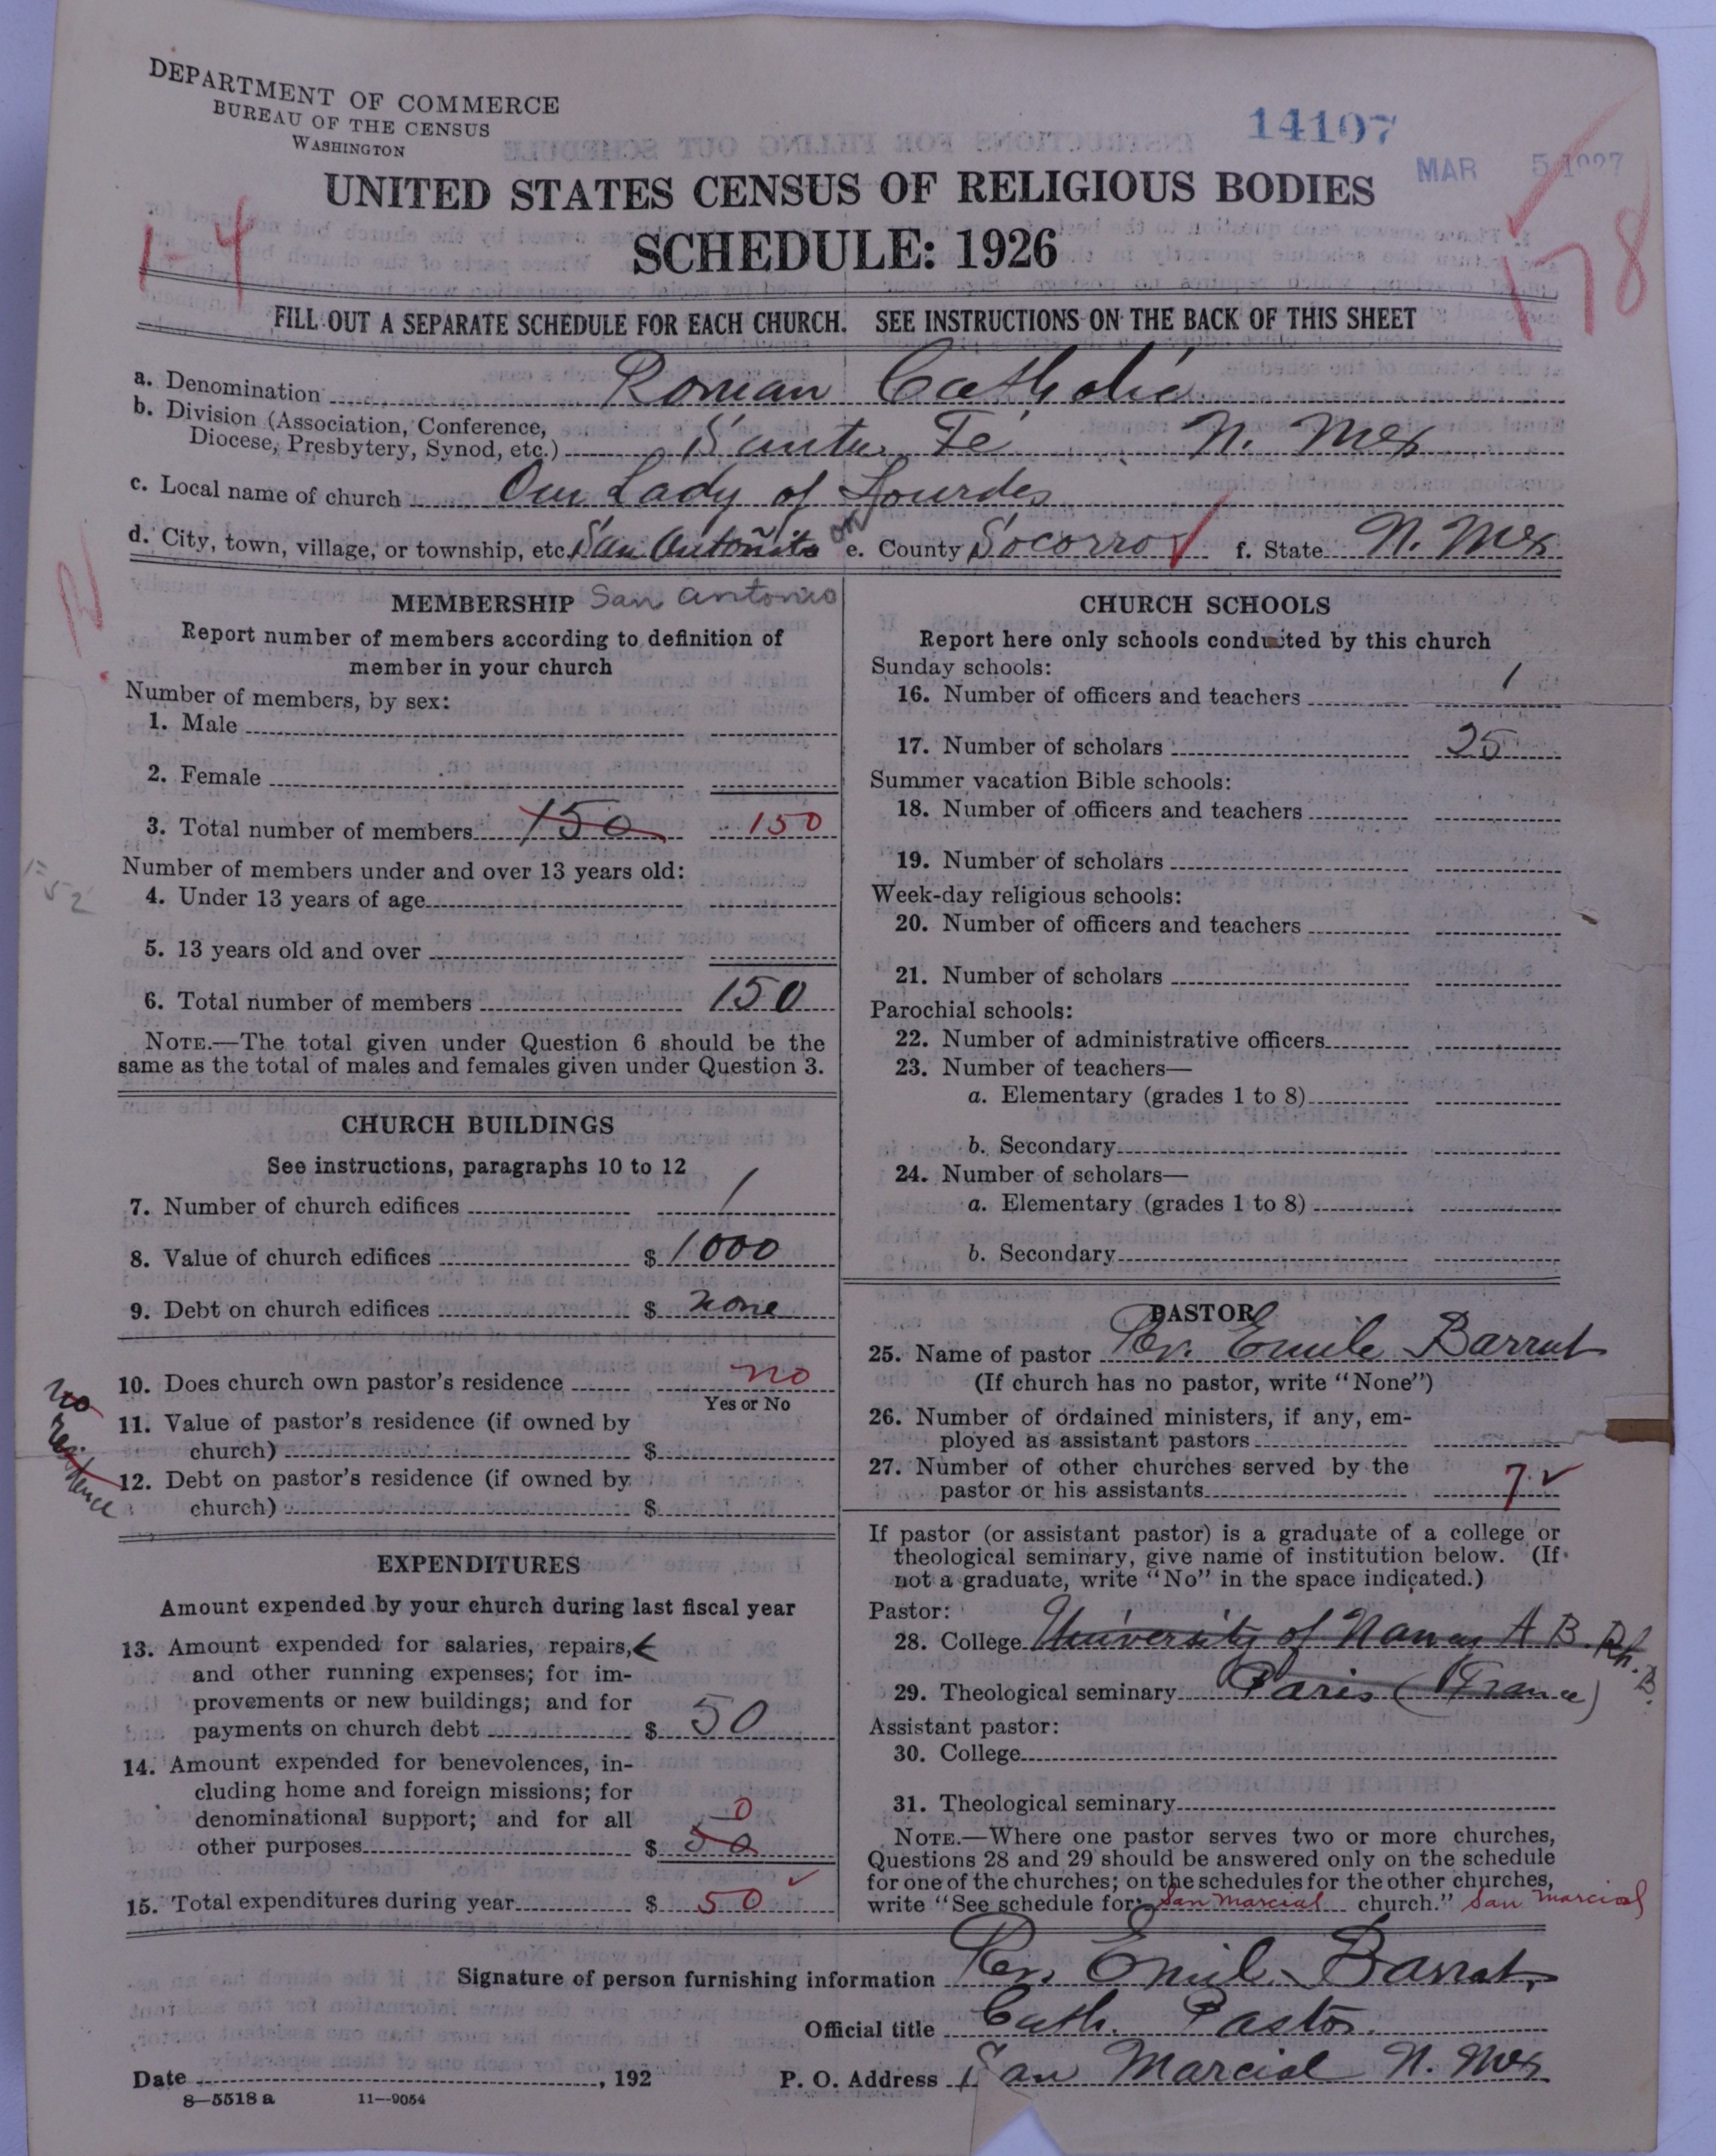 DEPARTMENT OF COMMERCE
BUREAU OF THE CENSUS
WASHINGTON
14107
MAR 5 1927
UNITED STATES CENSUS OF RELIGIOUS BODIES
SCHEDULE: 1926
1-4
178
FILL OUT A SEPARATE SCHEDULE FOR EACH CHURCH. SEE INSTRUCTIONS ON THE BACK OF THIS SHEET
a. Denomination Roman Catholic
b. Division (Association, Conference,
Diocese, Presbytery, Synod, etc.) Santa Fe N. Mex
c. Local name of church Our Lady of Lourdes
d. City, town, village, or township, etc. San Antoñito or e. County Socorro f. State N. Mex
MEMBERSHIP San Antonio
Report number of members according to definition of
member in your church
Number of members, by sex:
1. Male
2. Female
3. Total number of members 150 150
Number of members under and over 13 years old:
4. Under 13 years of age
5. 13 years old and over
6. Total number of members 150
NOTE.—The total given under Question 6 should be the
same as the total of males and females given under Question 3.
CHURCH BUILDINGS
See instructions, paragraphs 10 to 12
7. Number of church edifices 1
8. Value of church edifices $ 1000
9. Debt on church edifices $ none
10. Does church own pastor's residence no
Yes or No
no
residence
11. Value of pastor's residence (if owned by
church) $
12. Debt on pastor's residence (if owned by
church) $
EXPENDITURES
Amount expended by your church during last fiscal year
13. Amount expended for salaries, repairs,
and other running expenses; for im-
provements or new buildings; and for
payments on church debt $ 50
14. Amount expended for benevolences, in-
cluding home and foreign missions; for
denominational support; and for all
other purposes $ 50 0
15. Total expenditures during year $ 50
CHURCH SCHOOLS
Report here only schools conducted by this church
Sunday schools:
16. Number of officers and teachers 1
17. Number of scholars 25
Summer vacation Bible schools:
18. Number of officers and teachers
19. Number of scholars
Week-day religious schools:
20. Number of officers and teachers
21. Number of scholars
Parochial schools:
22. Number of administrative officers
23. Number of teachers—
a. Elementary (grades 1 to 8)
b. Secondary
24. Number of scholars—
a. Elementary (grades 1 to 8)
b. Secondary
PASTOR
25. Name of pastor Rev. Emile Barrat
(If church has no pastor, write "None")
26. Number of ordained ministers, if any, em-
ployed as assistant pastors
27. Number of other churches served by the
pastor or his assistants 7
If pastor (or assistant pastor) is a graduate of a college or
theological seminary, give name of institution below. (If
not a graduate, write "No" in the space indicated.)
Pastor:
28. College University of Nancy A B. Ph. B.
29. Theological seminary Paris (France)
Assistant pastor:
30. College
31. Theological seminary
NOTE.—Where one pastor serves two or more churches,
Questions 28 and 29 should be answered only on the schedule
for one of the churches; on the schedules for the other churches,
write "See schedule for San Marcial church." San Marcial
Signature of person furnishing information Rev. Emile Barrat,
Official title Cath. Pastor.
Date , 192
P. O. Address San Marcial N. Mex
8—5518 a 11—9054